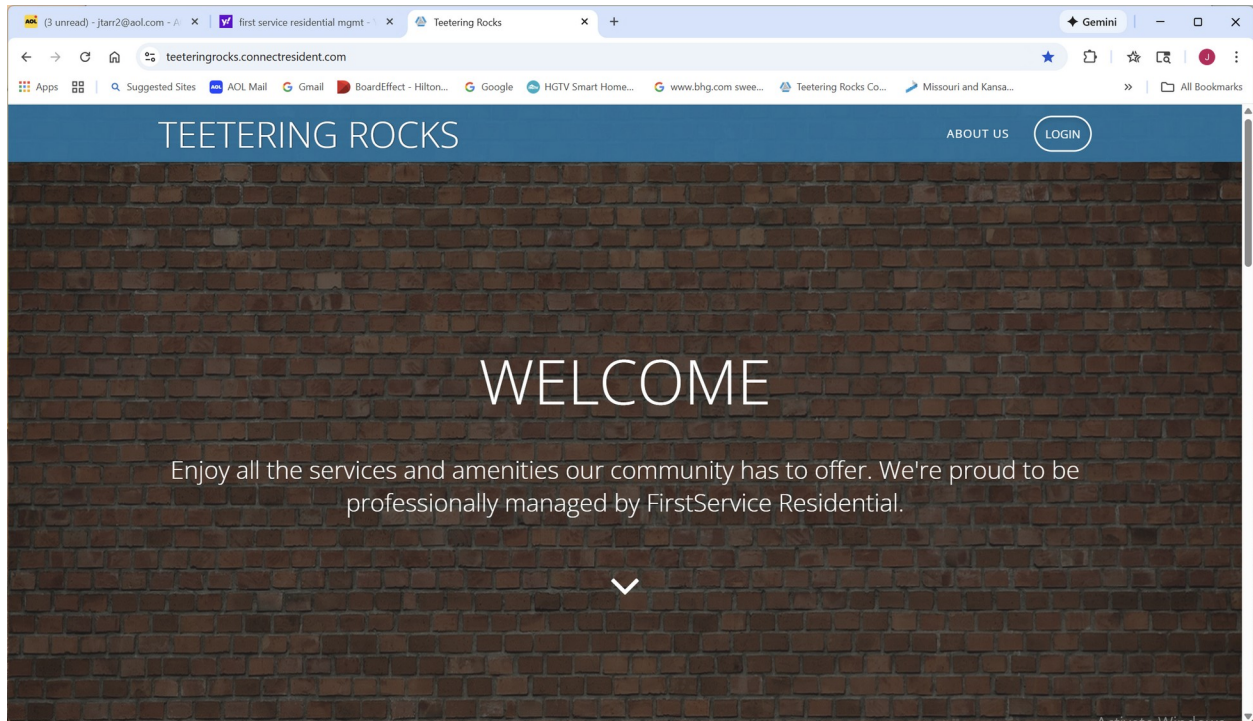 (3 unread) - jtarr2@aol.com - A
first service residential mgmt -
Teetering Rocks
Gemini
teeteringrocks.connectresident.com
J
Apps
Suggested Sites
AOL Mail
Gmail
BoardEffect - Hilton...
Google
HGTV Smart Home...
www.bhg.com swee...
Teetering Rocks Co...
Missouri and Kansa...
»
All Bookmarks
TEETERING ROCKS
ABOUT US
LOGIN
WELCOME
Enjoy all the services and amenities our community has to offer. We're proud to be
professionally managed by FirstService Residential.
Activate Windows